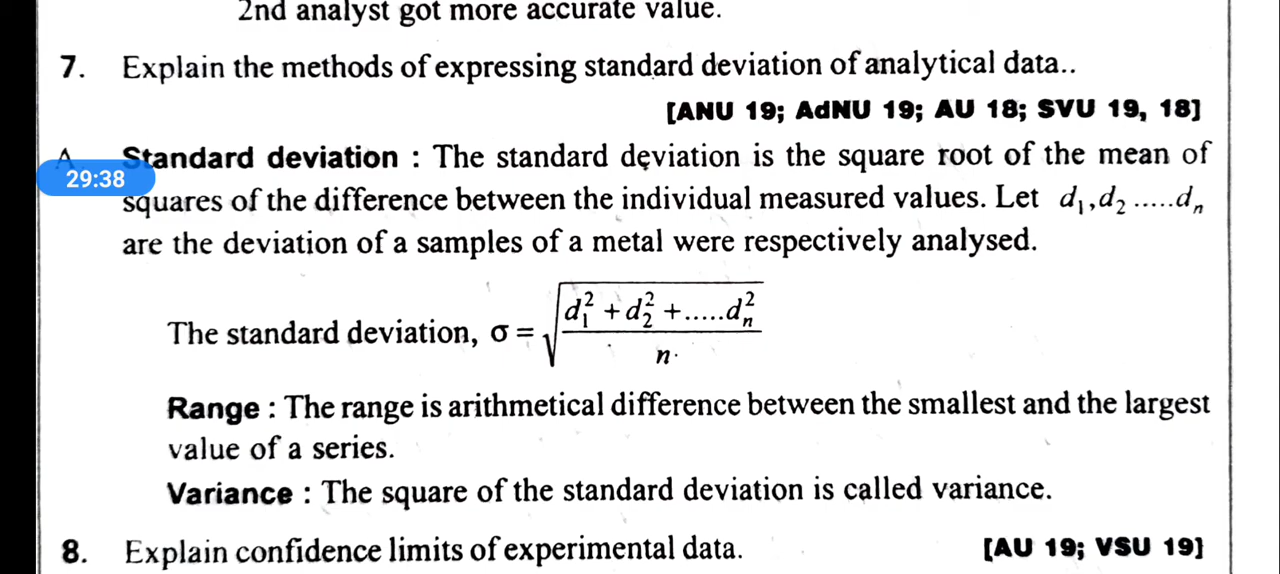 2nd analyst got more accurate value.
7. Explain the methods of expressing standard deviation of analytical data..
[ANU 19; AdNU 19; AU 18; SVU 19, 18]
Standard deviation : The standard deviation is the square root of the mean of
29:38
squares of the difference between the individual measured values. Let d₁,d₂.....dₙ
are the deviation of a samples of a metal were respectively analysed.
The standard deviation, σ = √((d₁² + d₂² + .....dₙ²)/n)
Range : The range is arithmetical difference between the smallest and the largest
value of a series.
Variance : The square of the standard deviation is called variance.
8. Explain confidence limits of experimental data. [AU 19; VSU 19]